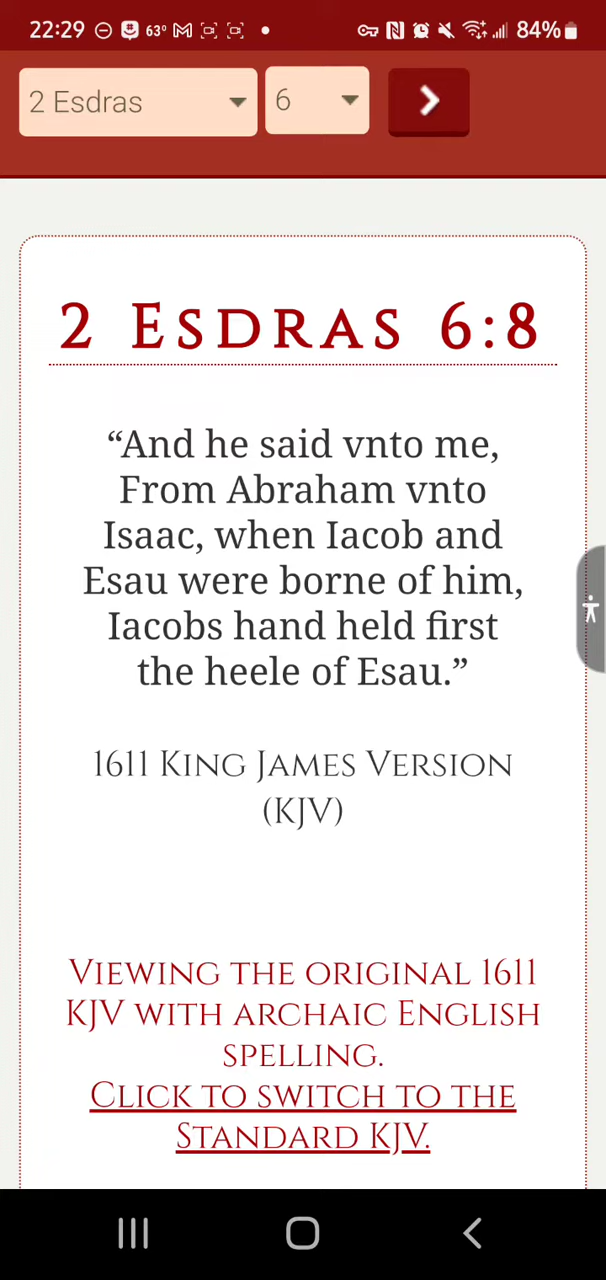 22:29 63° 84%
2 Esdras 6
2 Esdras 6:8
“And he said vnto me,
From Abraham vnto
Isaac, when Iacob and
Esau were borne of him,
Iacobs hand held first
the heele of Esau.”
1611 King James Version
(KJV)
Viewing the original 1611
KJV with archaic English
spelling.
Click to switch to the
Standard KJV.